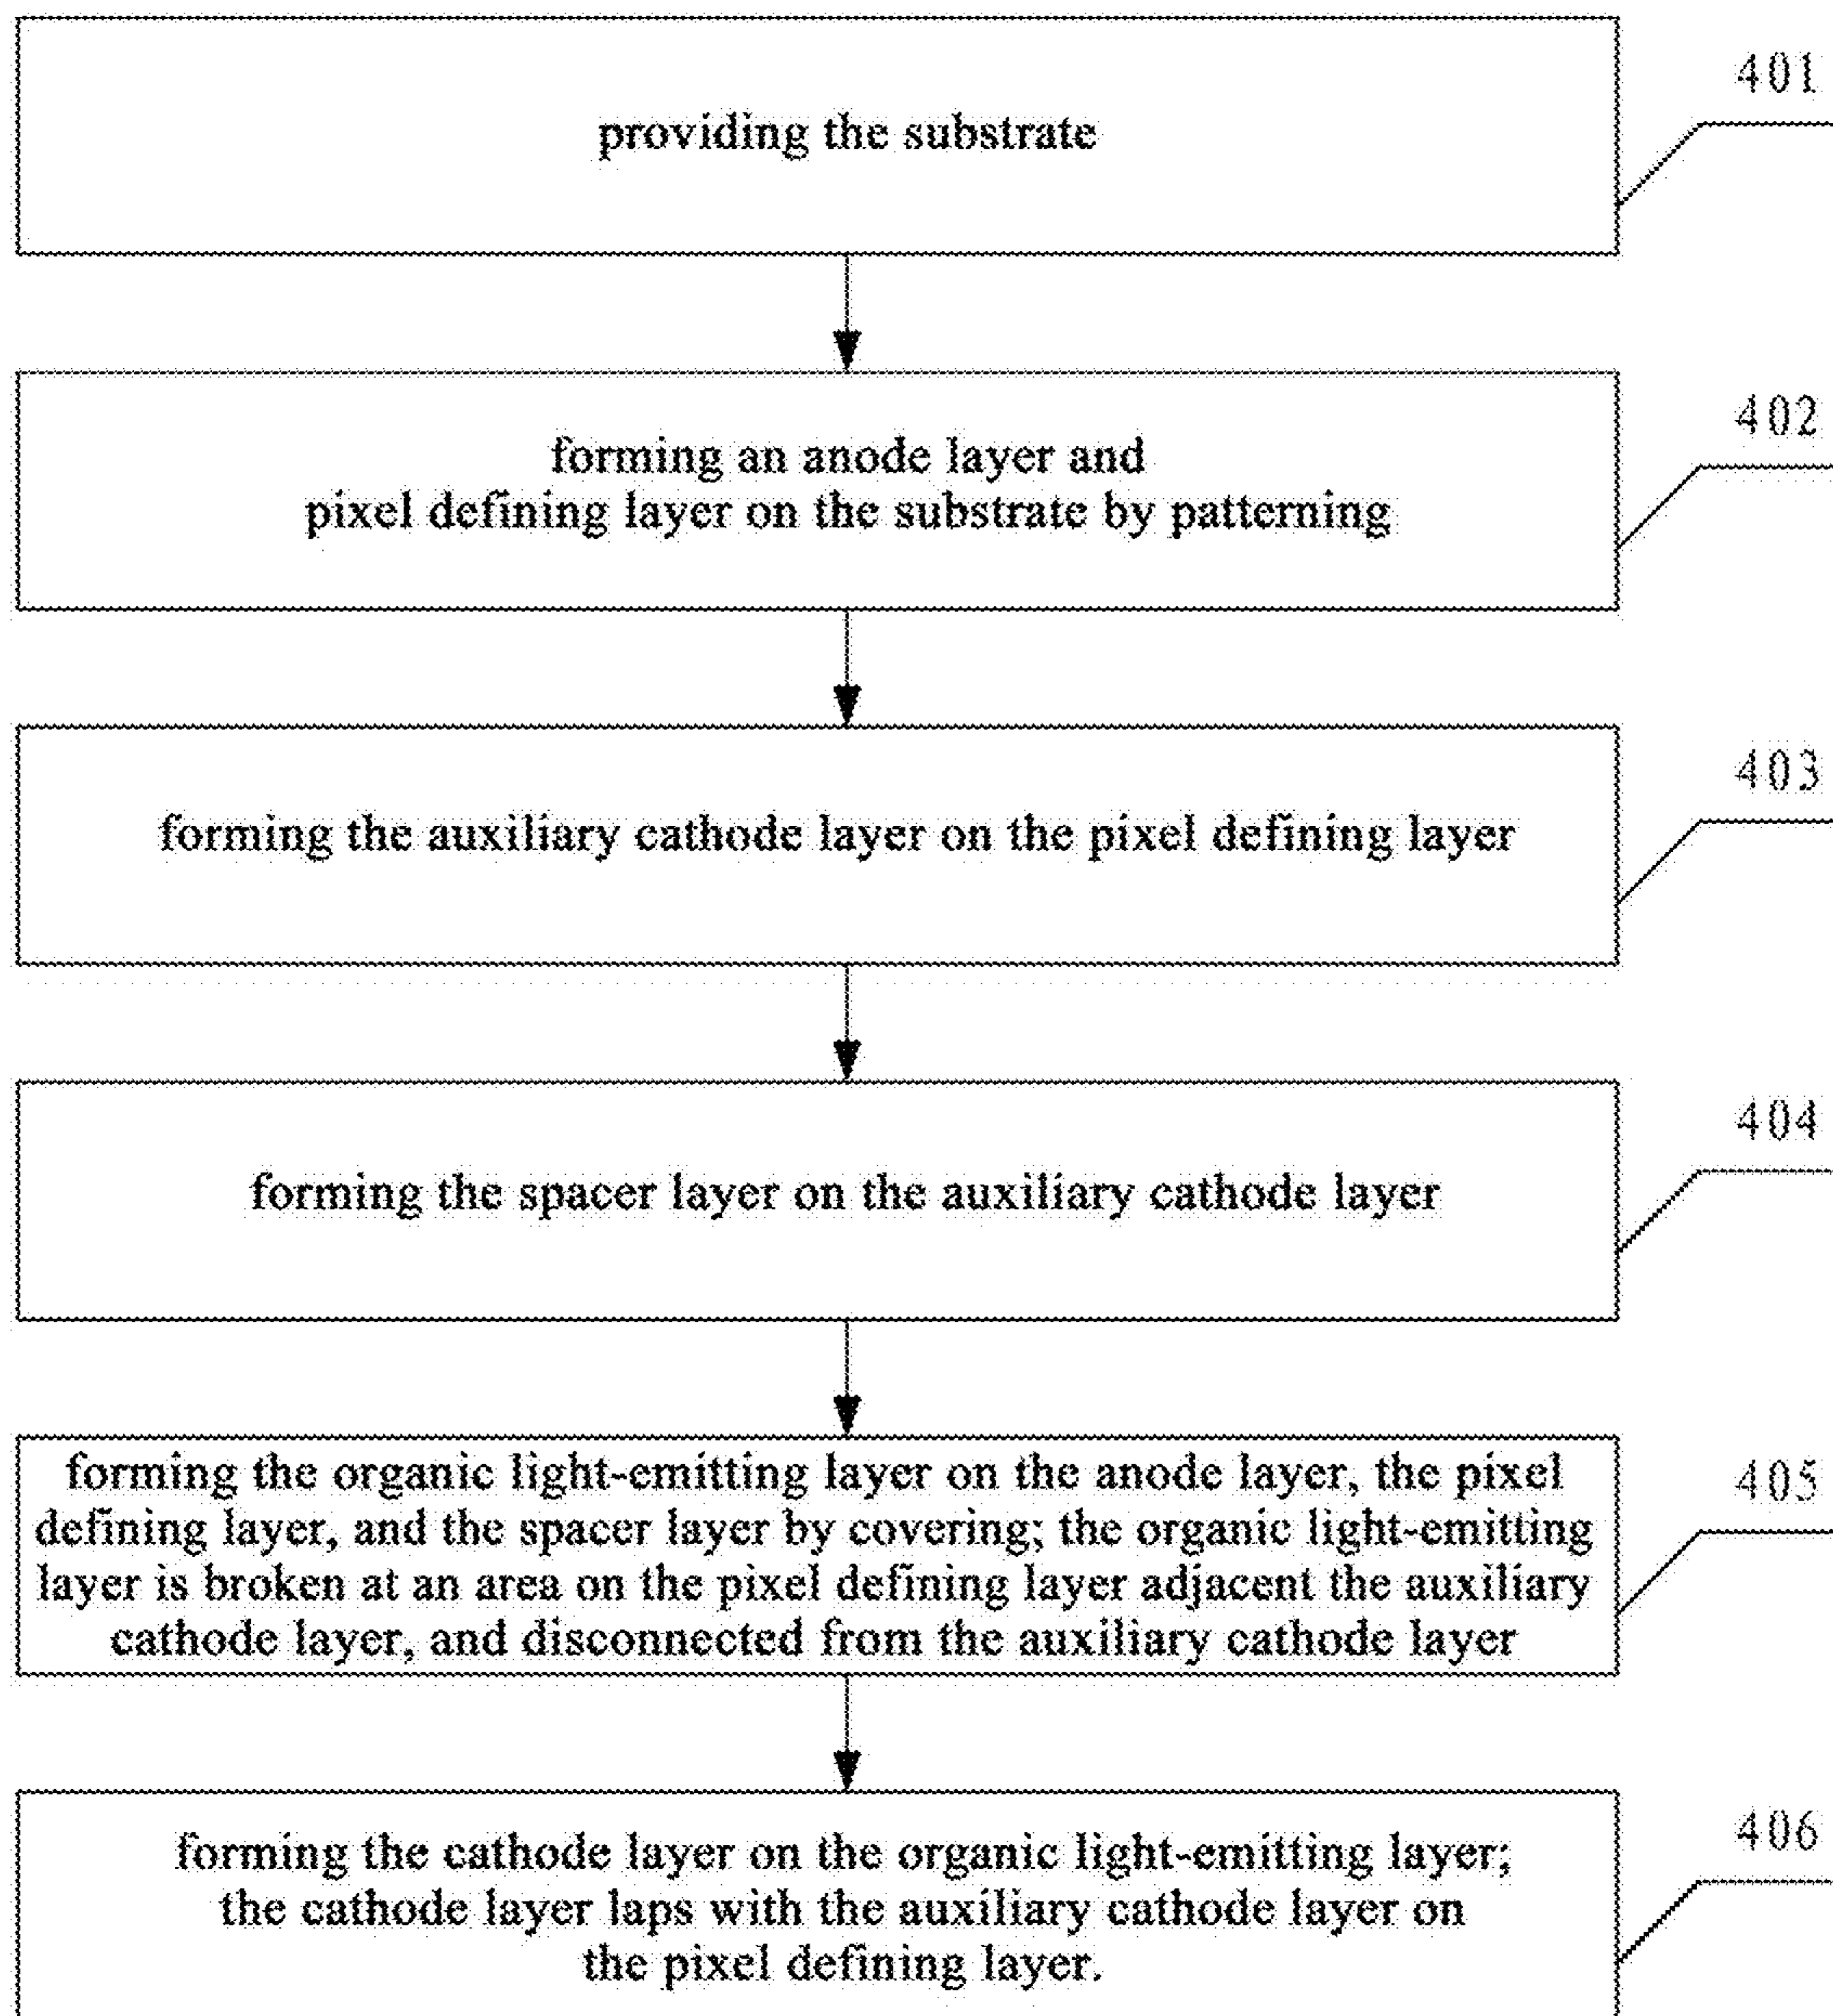 401
providing the substrate
402
forming an anode layer and
pixel defining layer on the substrate by patterning
403
forming the auxiliary cathode layer on the pixel defining layer
404
forming the spacer layer on the auxiliary cathode layer
405
forming the organic light-emitting layer on the anode layer, the pixel
defining layer, and the spacer layer by covering; the organic light-emitting
layer is broken at an area on the pixel defining layer adjacent the auxiliary
cathode layer, and disconnected from the auxiliary cathode layer
406
forming the cathode layer on the organic light-emitting layer;
the cathode layer laps with the auxiliary cathode layer on
the pixel defining layer.